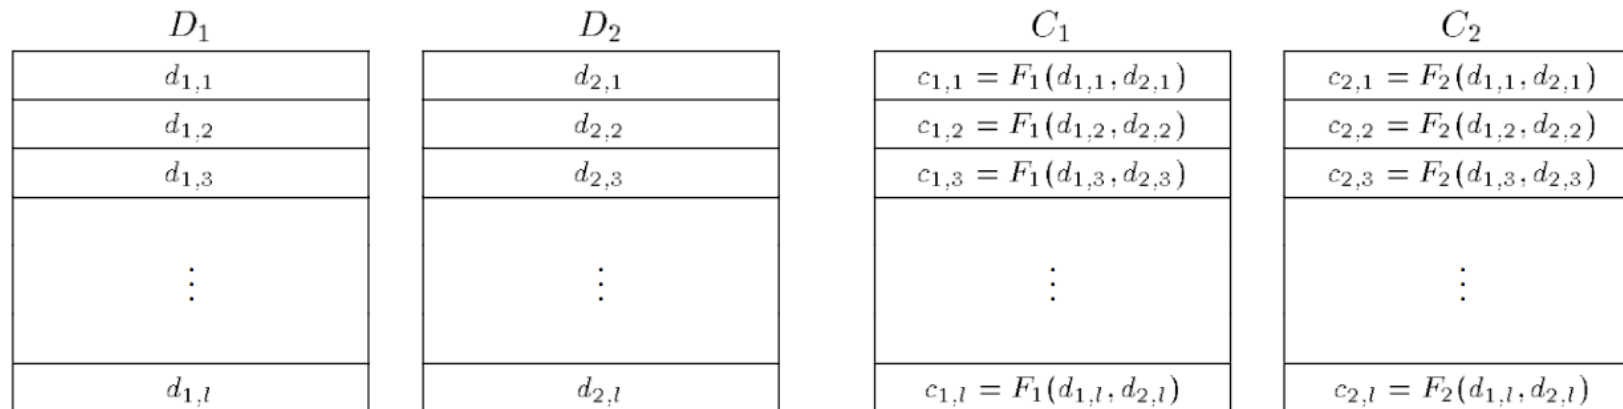 D₁ D₂ C₁ C₂
d₁,₁ d₂,₁ c₁,₁ = F₁(d₁,₁, d₂,₁) c₂,₁ = F₂(d₁,₁, d₂,₁)
d₁,₂ d₂,₂ c₁,₂ = F₁(d₁,₂, d₂,₂) c₂,₂ = F₂(d₁,₂, d₂,₂)
d₁,₃ d₂,₃ c₁,₃ = F₁(d₁,₃, d₂,₃) c₂,₃ = F₂(d₁,₃, d₂,₃)
⋮ ⋮ ⋮ ⋮
d₁,ₗ d₂,ₗ c₁,ₗ = F₁(d₁,ₗ, d₂,ₗ) c₂,ₗ = F₂(d₁,ₗ, d₂,ₗ)